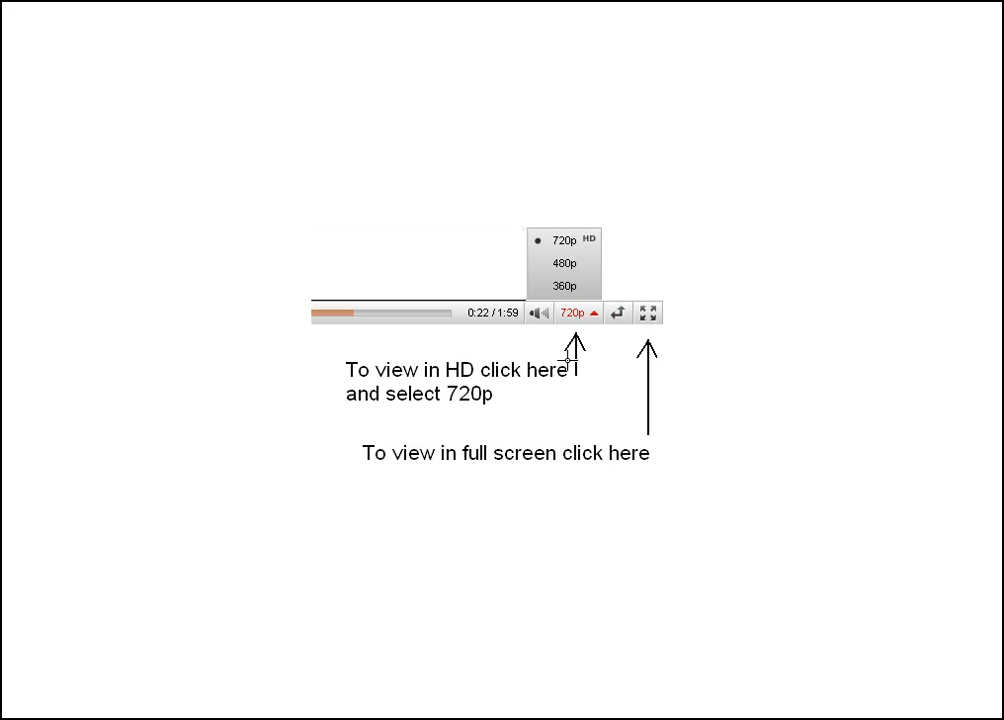 720p HD
480p
360p
0:22 / 1:59
720p
To view in HD click here
and select 720p
To view in full screen click here